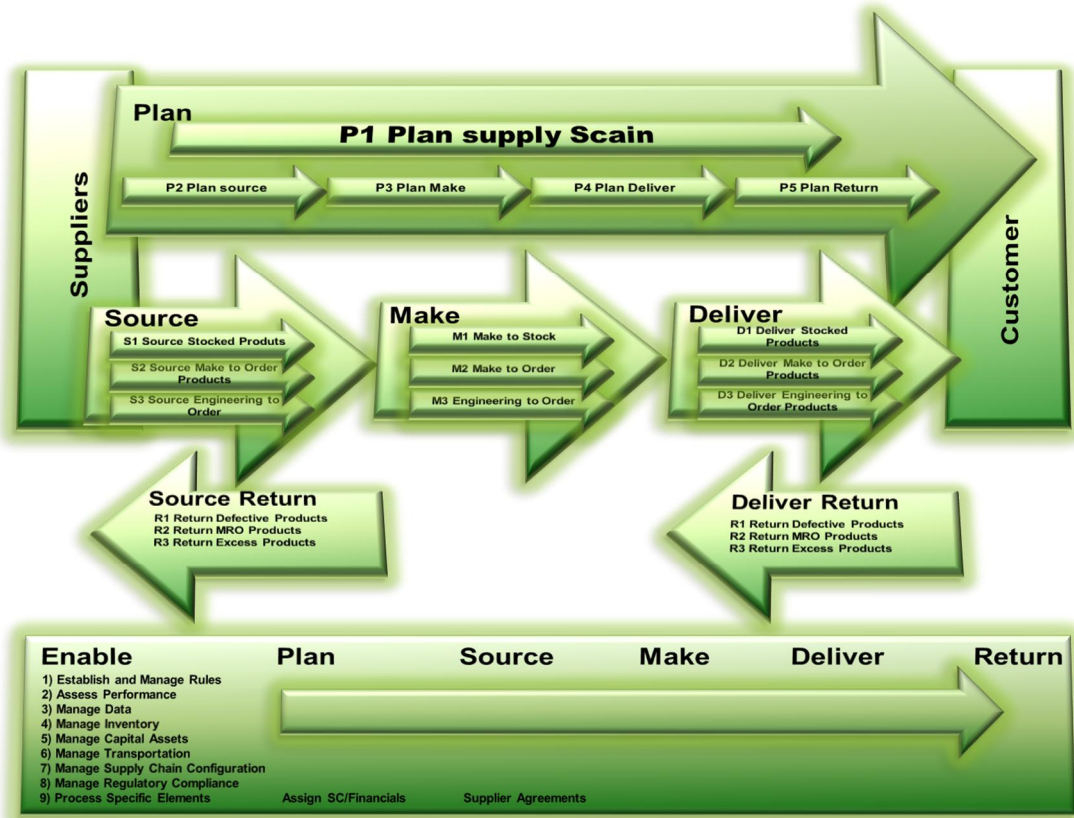 Suppliers
Plan
P1 Plan supply Scain
P2 Plan source
P3 Plan Make
P4 Plan Deliver
P5 Plan Return
Customer
Source
S1 Source Stocked Produts
S2 Source Make to Order
Products
S3 Source Engineering to
Order
Make
M1 Make to Stock
M2 Make to Order
M3 Engineering to Order
Deliver
D1 Deliver Stocked
Products
D2 Deliver Make to Order
Products
D3 Deliver Engineering to
Order Products
Source Return
R1 Return Defective Products
R2 Return MRO Products
R3 Return Excess Products
Deliver Return
R1 Return Defective Products
R2 Return MRO Products
R3 Return Excess Products
Enable Plan Source Make Deliver Return
1) Establish and Manage Rules
2) Assess Performance
3) Manage Data
4) Manage Inventory
5) Manage Capital Assets
6) Manage Transportation
7) Manage Supply Chain Configuration
8) Manage Regulatory Compliance
9) Process Specific Elements Assign SC/Financials Supplier Agreements